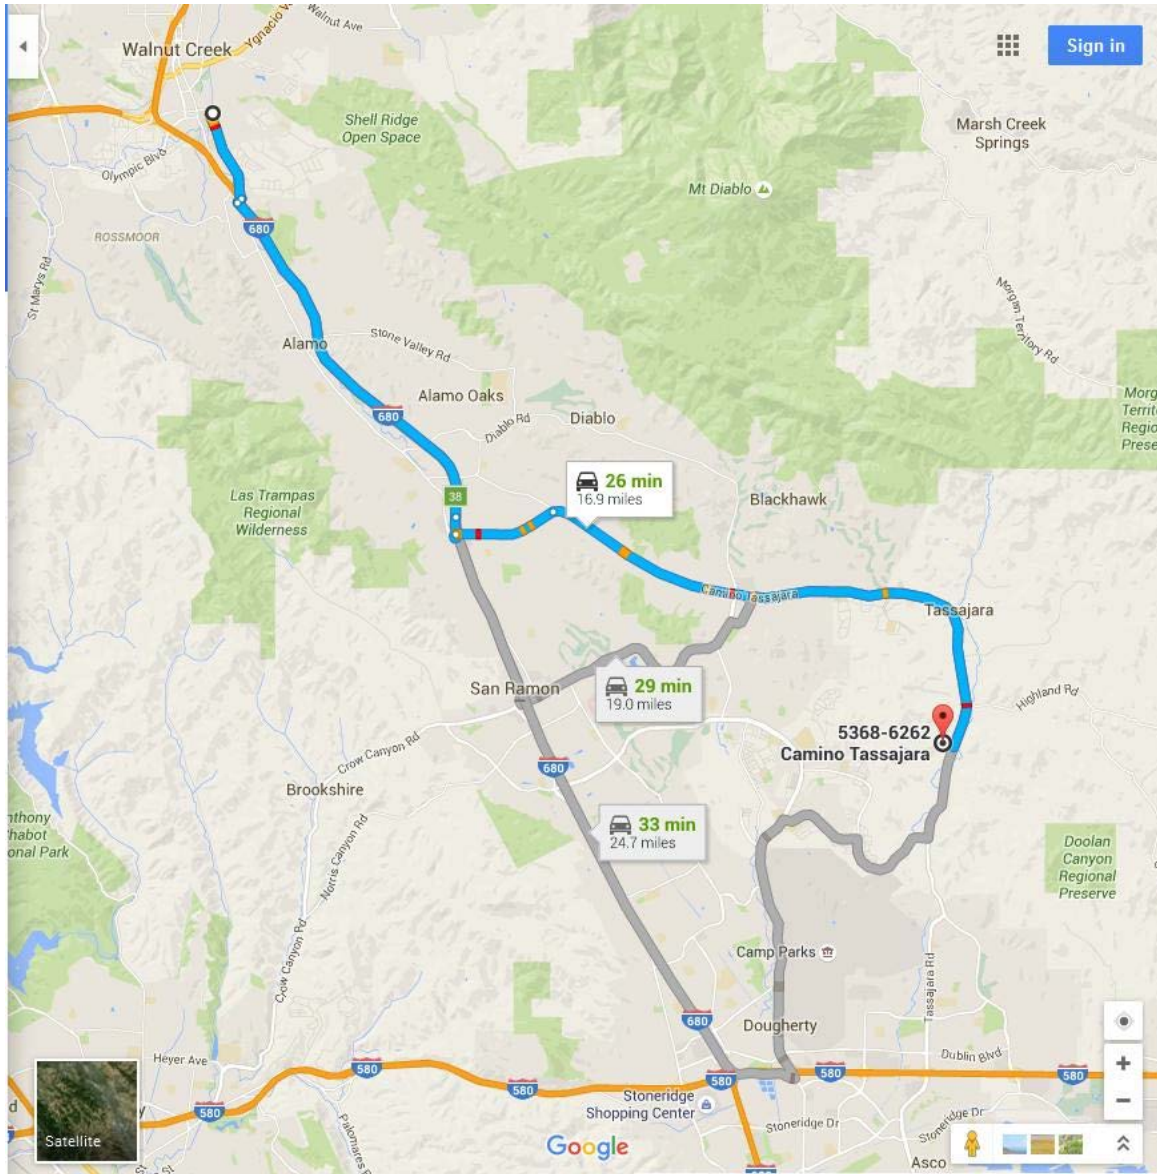 Walnut Ave
Ygnacio V
Walnut Creek
Sign in
Shell Ridge
Open Space
Marsh Creek
Springs
Olympic Blvd
Mt Diablo
680
ROSSMOOR
St Marys Rd
Morgan Territory Rd
Stone Valley Rd
Alamo
Alamo Oaks
680
Diablo Rd
Diablo
Morg
Territ
Regio
Prese
26 min
16.9 miles
Blackhawk
38
Las Trampas
Regional
Wilderness
Camino Tassajara
Tassajara
29 min
19.0 miles
San Ramon
Highland Rd
5368-6262
Camino Tassajara
Crow Canyon Rd
680
Brookshire
33 min
24.7 miles
nthony
Chabot
onal Park
Norris Canyon Rd
Doolan
Canyon
Regional
Preserve
Crow Canyon Rd
Camp Parks
Tassajara Rd
680
Dougherty
Heyer Ave
Dublin Blvd
580
580
580
580
580
580
Stoneridge
Shopping Center
Satellite
Palomares R
Stoneridge Dr
Stoneridge Dr
Google
Asco